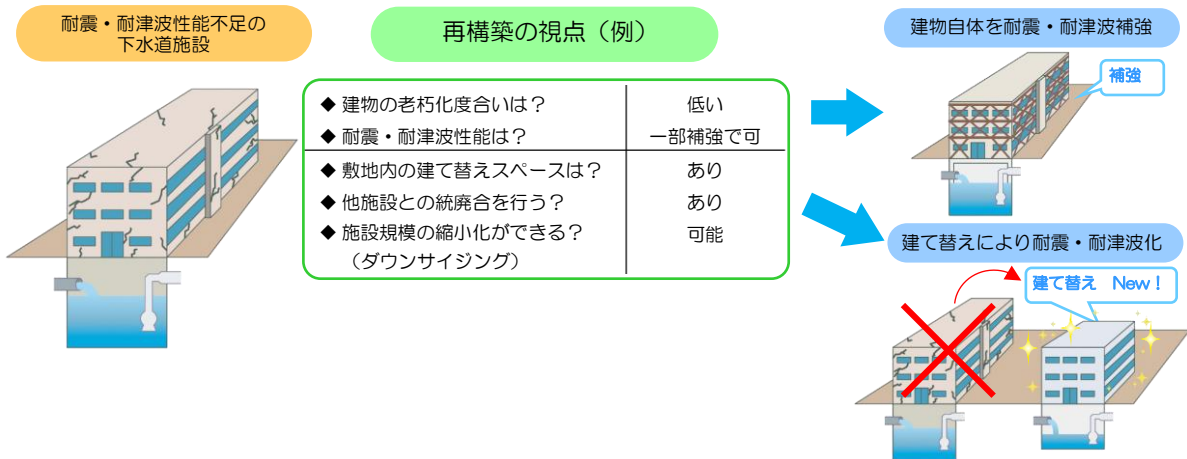 耐震・耐津波性能不足の
下水道施設
再構築の視点（例）
◆ 建物の老朽化度合いは？ 低い
◆ 耐震・耐津波性能は？ 一部補強で可
◆ 敷地内の建て替えスペースは？ あり
◆ 他施設との統廃合を行う？ あり
◆ 施設規模の縮小化ができる？ 可能
（ダウンサイジング）
建物自体を耐震・耐津波補強
補強
建て替えにより耐震・耐津波化
建て替え New！